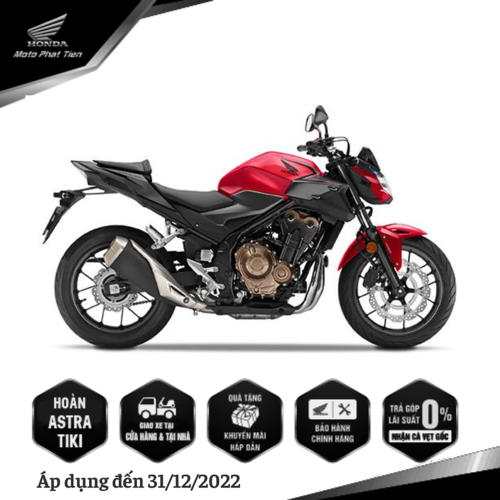 HONDA
Moto Phat Tien
HOÀN
ASTRA
TIKI
GIAO XE TẠI
CỬA HÀNG & TẠI NHÀ
QUÀ TẶNG
KHUYẾN MÃI
HẤP DẪN
BẢO HÀNH
CHÍNH HÃNG
TRẢ GÓP
LÃI SUẤT
0%
NHẬN CÀ VẸT GỐC
Áp dụng đến 31/12/2022